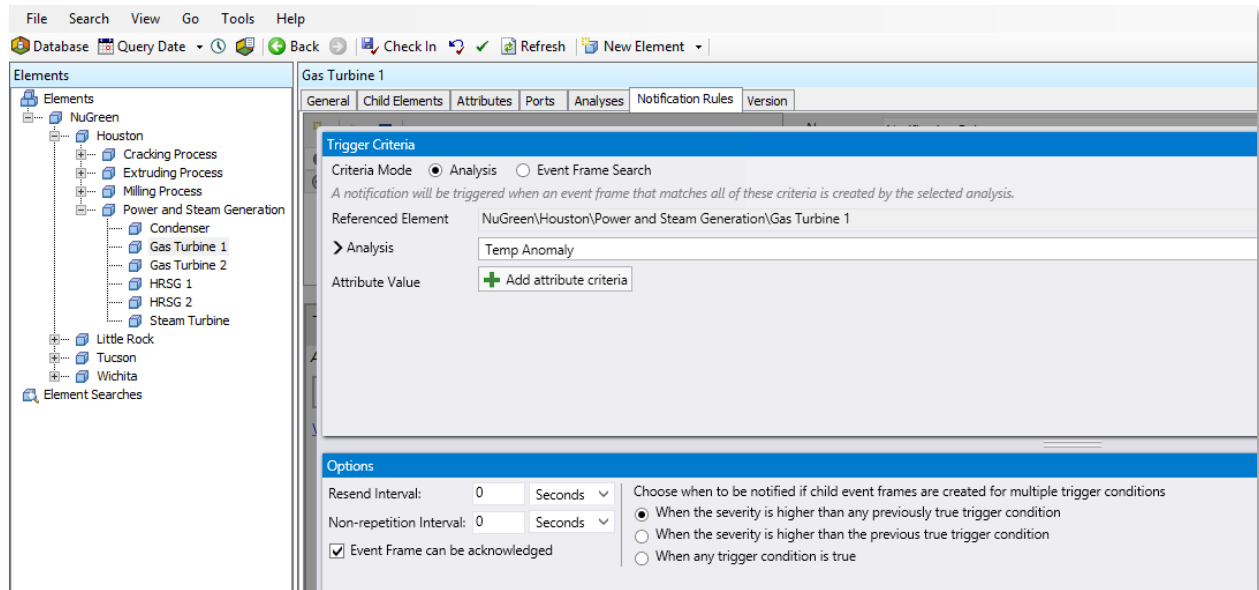 File Search View Go Tools Help
Database Query Date Back Check In Refresh New Element
Elements
Gas Turbine 1
Elements
NuGreen
Houston
Cracking Process
Extruding Process
Milling Process
Power and Steam Generation
Condenser
Gas Turbine 1
Gas Turbine 2
HRSG 1
HRSG 2
Steam Turbine
Little Rock
Tucson
Wichita
Element Searches
General Child Elements Attributes Ports Analyses Notification Rules Version
Trigger Criteria
Criteria Mode Analysis Event Frame Search
A notification will be triggered when an event frame that matches all of these criteria is created by the selected analysis.
Referenced Element NuGreen\Houston\Power and Steam Generation\Gas Turbine 1
Analysis Temp Anomaly
Attribute Value Add attribute criteria
Options
Resend Interval: 0 Seconds
Non-repetition Interval: 0 Seconds
Event Frame can be acknowledged
Choose when to be notified if child event frames are created for multiple trigger conditions
When the severity is higher than any previously true trigger condition
When the severity is higher than the previous true trigger condition
When any trigger condition is true